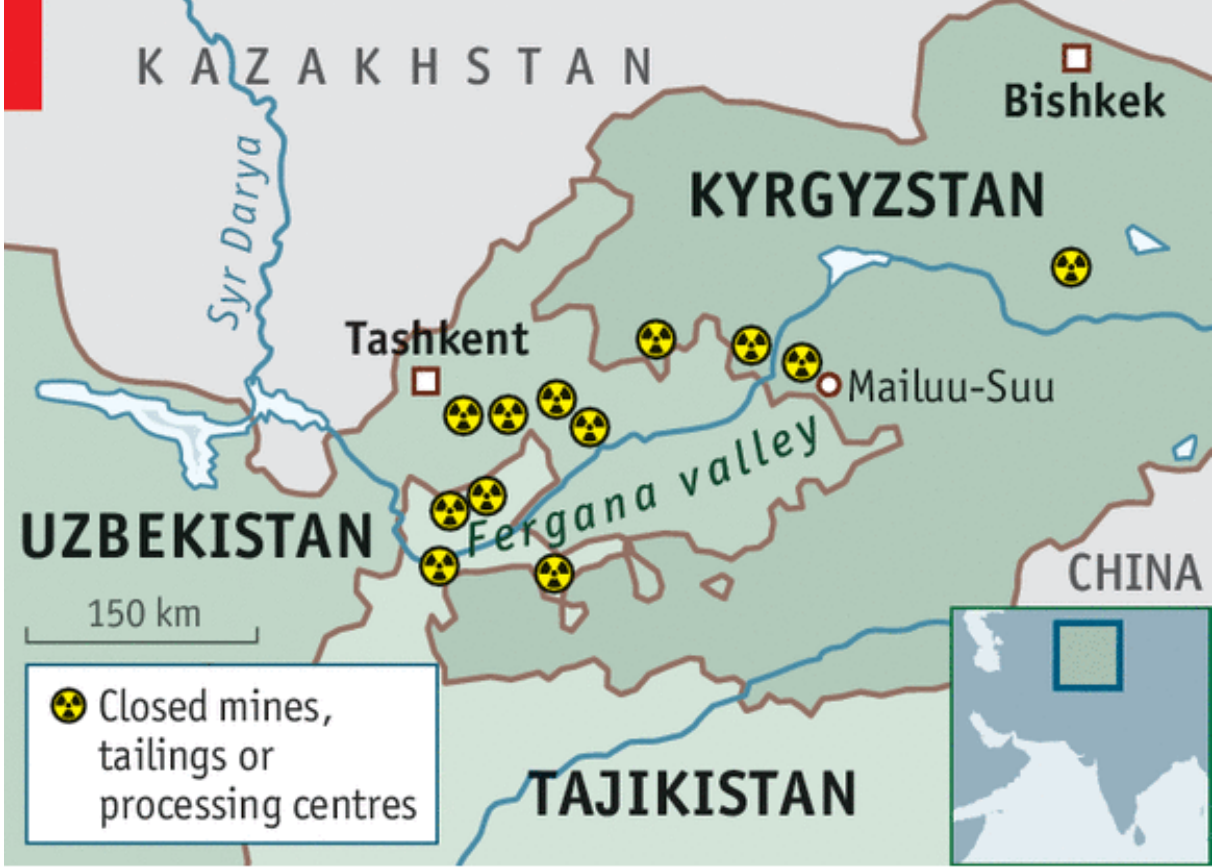 KAZAKHSTAN
Bishkek
Syr Darya
KYRGYZSTAN
Tashkent
Mailuu-Suu
Fergana valley
UZBEKISTAN
CHINA
150 km
Closed mines,
tailings or
processing centres
TAJIKISTAN